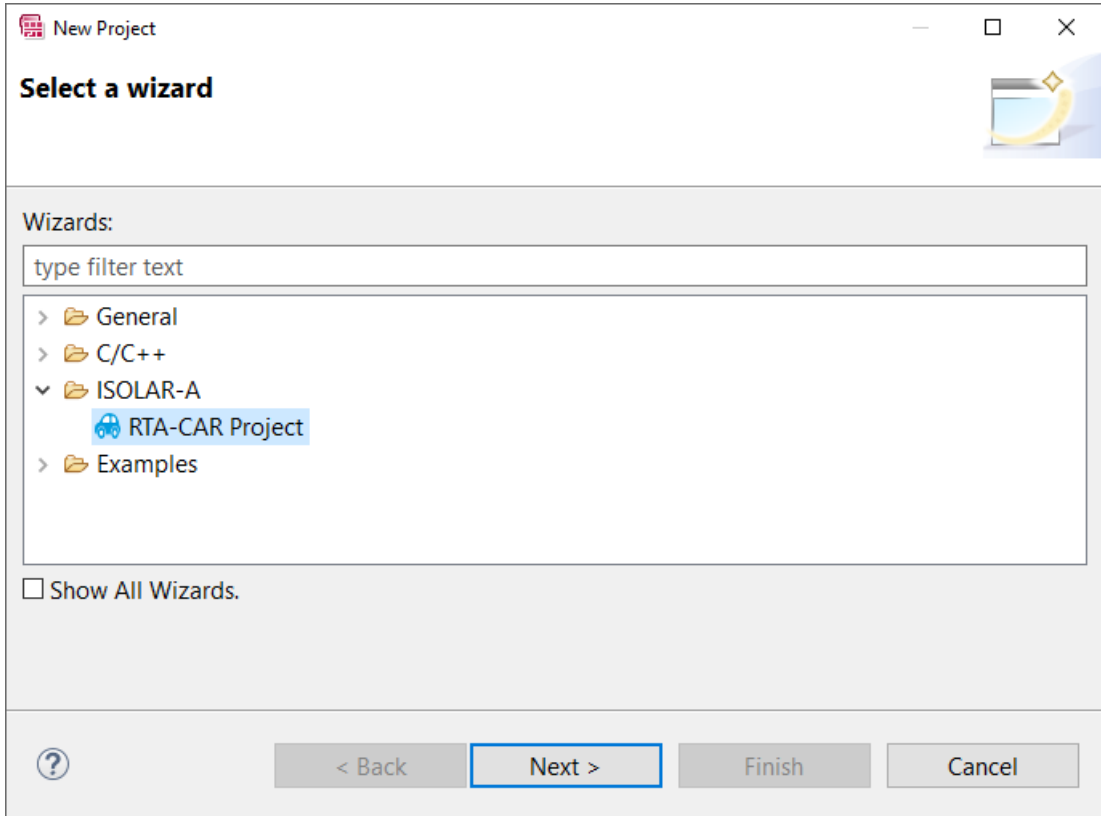 New Project
Select a wizard
Wizards:
type filter text
General
C/C++
ISOLAR-A
RTA-CAR Project
Examples
Show All Wizards.
? < Back Next > Finish Cancel